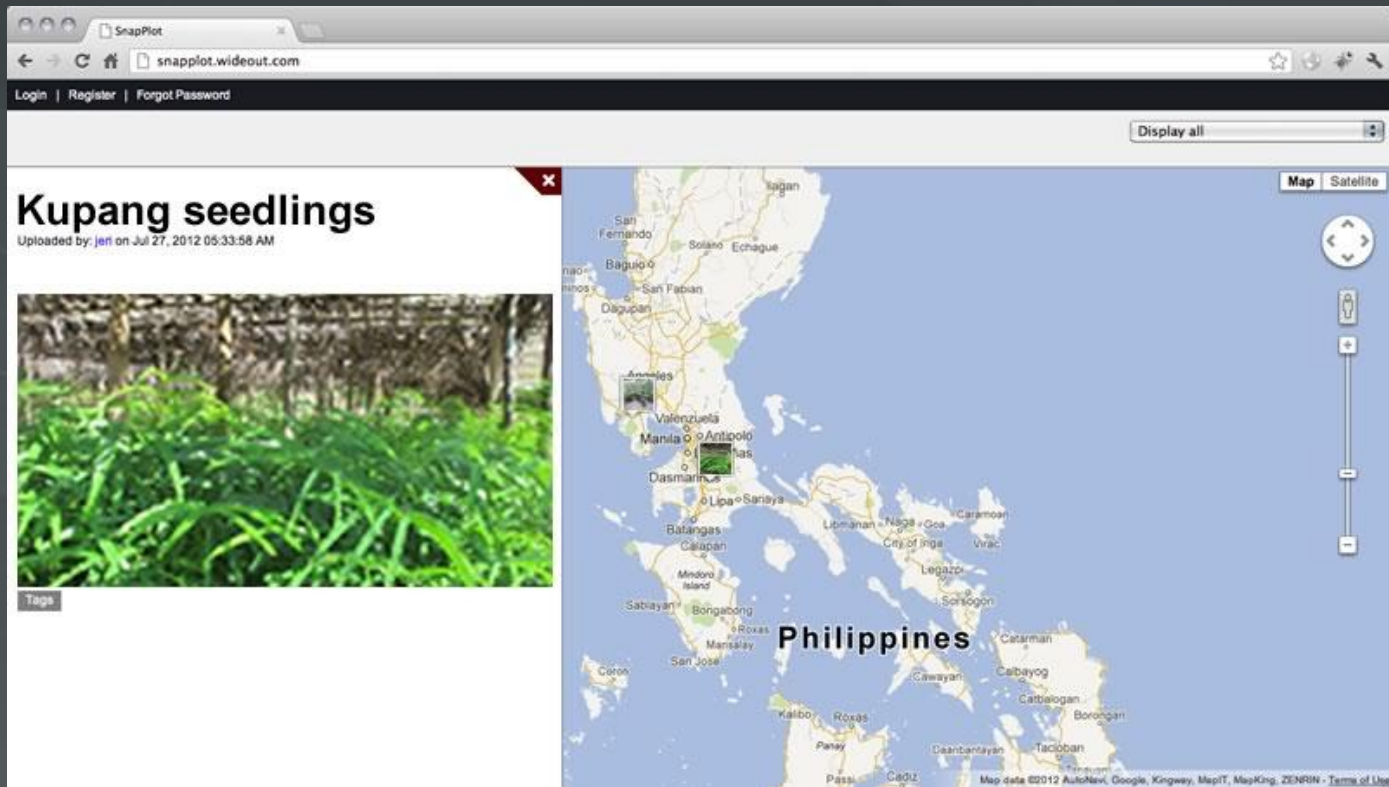 SnapPlot
snapplot.wideout.com
Login | Register | Forgot Password
Display all
Kupang seedlings
Uploaded by: jeri on Jul 27, 2012 05:33:58 AM
Tags
Map Satellite
Ilagan
San Fernando
Solano Echague
Baguio
San Fabian
Dagupan
Angeles
Valenzuela
Manila Antipolo
Dasmarinas
Lipa Sariaya
Batangas
Calapan
Libmanan Naga Goa Caramoan
City of Iriga Virac
Legazpi
Sorsogon
Mindoro Island
Sablayan Bongabong
Roxas
Mansalay
San Jose
Philippines
Catarman
Calbayog
Coron
Cawayan
Catbalogan
Kalibo Roxas
Borongan
Panay
Daanbantayan Tacloban
Passi Cadiz
Map data ©2012 AutoNavi, Google, Kingway, MapIT, MapKing, ZENRIN - Terms of Use